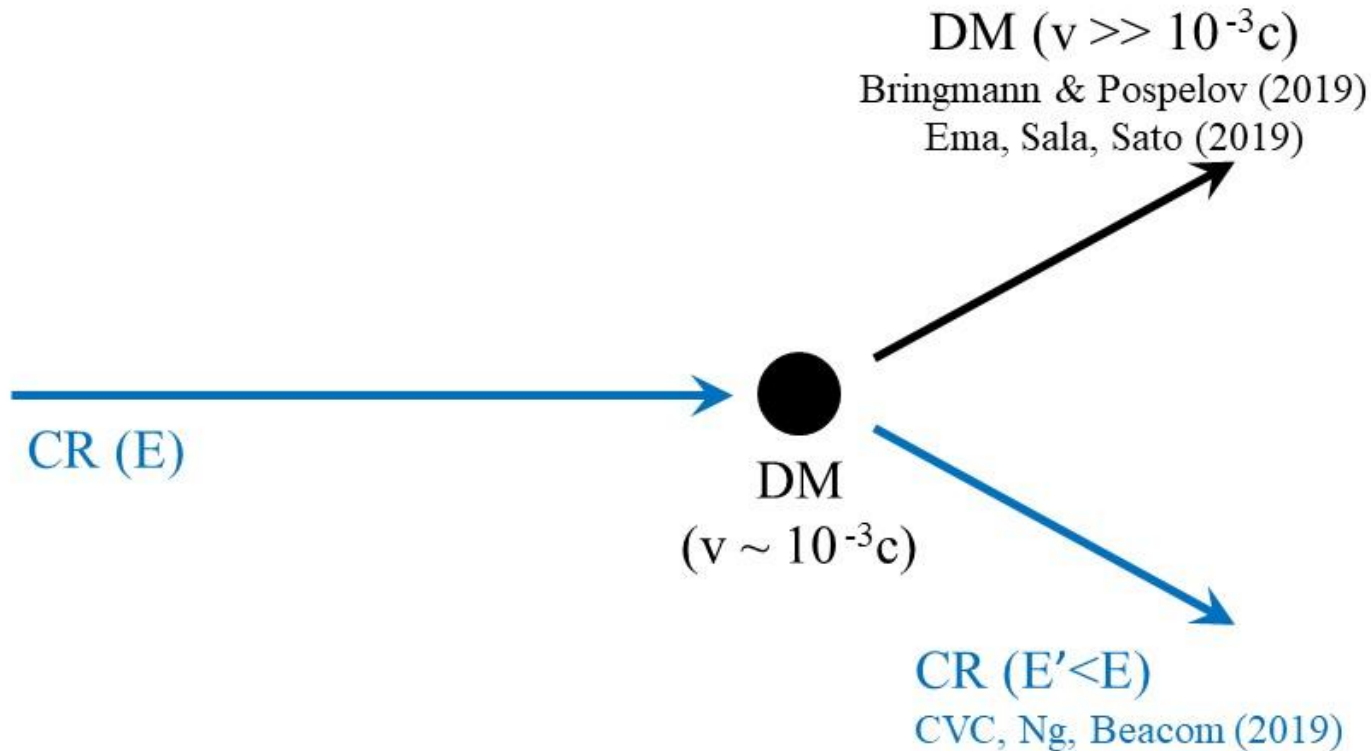 DM (v >> 10⁻³c)
Bringmann & Pospelov (2019)
Ema, Sala, Sato (2019)
CR (E)
DM
(v ~ 10⁻³c)
CR (E′<E)
CVC, Ng, Beacom (2019)